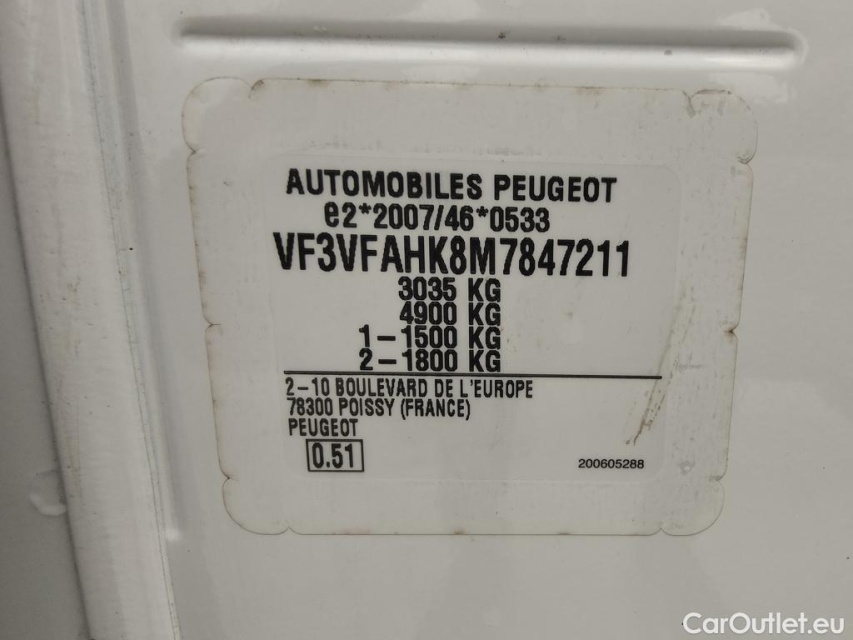 AUTOMOBILES PEUGEOT
e2*2007/46*0533
VF3VFAHK8M7847211
3035 KG
4900 KG
1-1500 KG
2-1800 KG
2-10 BOULEVARD DE L'EUROPE
78300 POISSY (FRANCE)
PEUGEOT
0.51
200605288
CarOutlet.eu